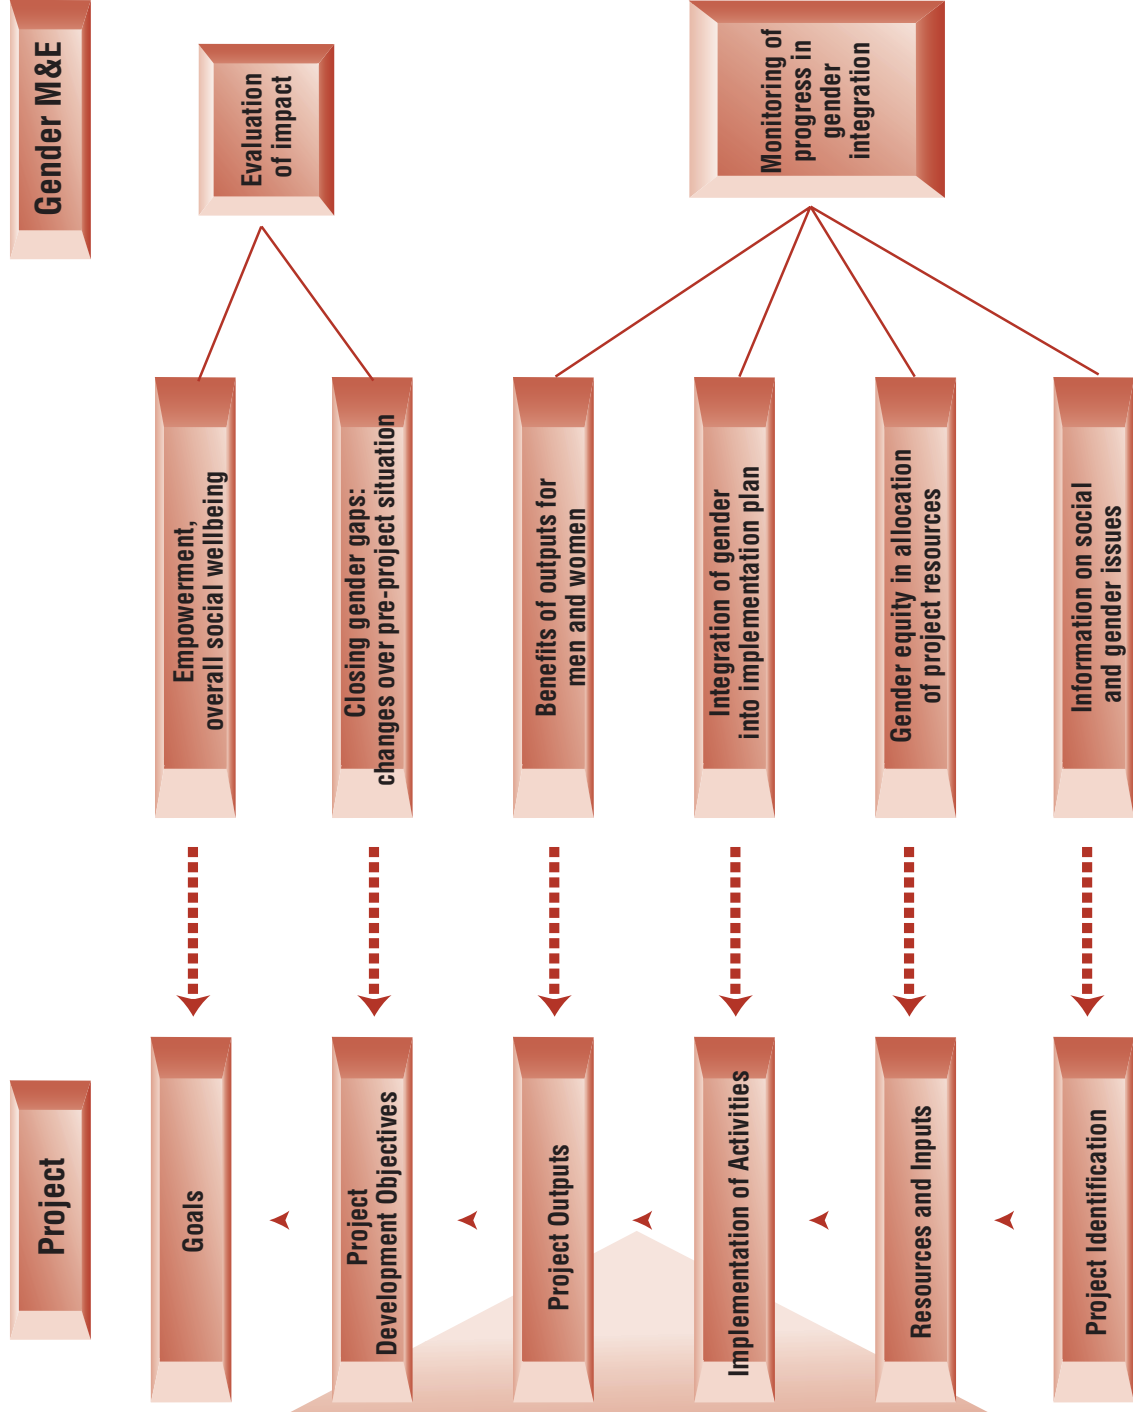 Project
Gender M&E
Goals
Empowerment,
overall social wellbeing
Evaluation
of impact
Project
Development Objectives
Closing gender gaps:
changes over pre-project situation
Project Outputs
Benefits of outputs for
men and women
Implementation of Activities
Integration of gender
into implementation plan
Monitoring of
progress in
gender
integration
Resources and Inputs
Gender equity in allocation
of project resources
Project Identification
Information on social
and gender issues